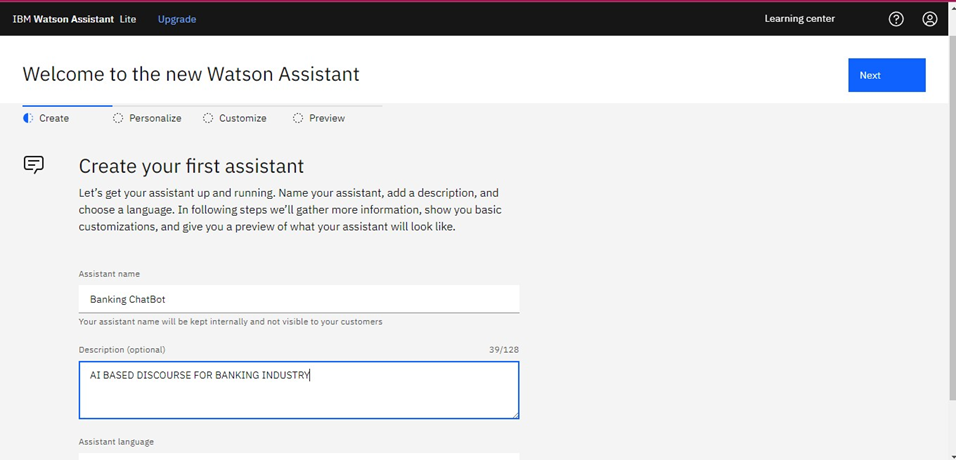 IBM Watson Assistant Lite Upgrade Learning center
Welcome to the new Watson Assistant
Next
Create Personalize Customize Preview
Create your first assistant
Let's get your assistant up and running. Name your assistant, add a description, and
choose a language. In following steps we'll gather more information, show you basic
customizations, and give you a preview of what your assistant will look like.
Assistant name
Banking ChatBot
Your assistant name will be kept internally and not visible to your customers
Description (optional) 39/128
AI BASED DISCOURSE FOR BANKING INDUSTRY
Assistant language